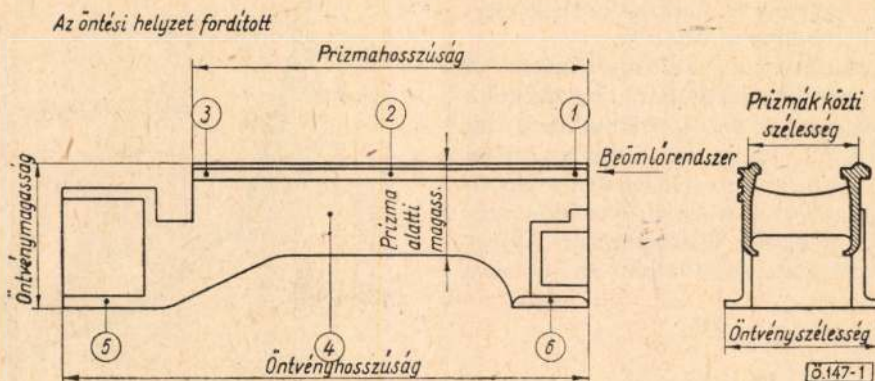 Az öntési helyzet fordított
Prizmahosszúság
3
2
1
Beömlőrendszer
Öntvénymagasság
Prizma
alatti
magass.
5
4
6
Öntvényhosszúság
Prizmák közti
szélesség
Öntvényszélesség
Ö.147-1